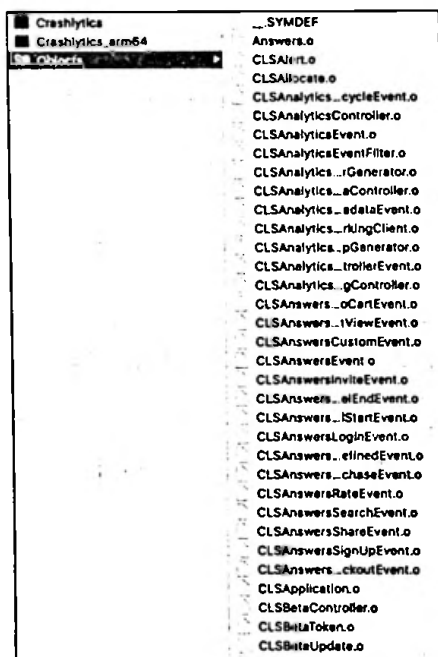 Crashlytics
Crashlytics_arm64
Objects
__.SYMDEF
Answers.o
CLSAlert.o
CLSAllocate.o
CLSAnalytics...cycleEvent.o
CLSAnalyticsController.o
CLSAnalyticsEvent.o
CLSAnalyticsEventFilter.o
CLSAnalytics...rGenerator.o
CLSAnalytics...aController.o
CLSAnalytics...adataEvent.o
CLSAnalytics...rkingClient.o
CLSAnalytics...pGenerator.o
CLSAnalytics...trollerEvent.o
CLSAnalytics...gController.o
CLSAnswers...oCartEvent.o
CLSAnswers...tViewEvent.o
CLSAnswersCustomEvent.o
CLSAnswersEvent.o
CLSAnswersInviteEvent.o
CLSAnswers...elEndEvent.o
CLSAnswers...lStartEvent.o
CLSAnswersLoginEvent.o
CLSAnswers...efinedEvent.o
CLSAnswers...chaseEvent.o
CLSAnswersRateEvent.o
CLSAnswersSearchEvent.o
CLSAnswersShareEvent.o
CLSAnswersSignUpEvent.o
CLSAnswers...ckoutEvent.o
CLSApplication.o
CLSBetaController.o
CLSBetaToken.o
CLSBetaUpdate.o